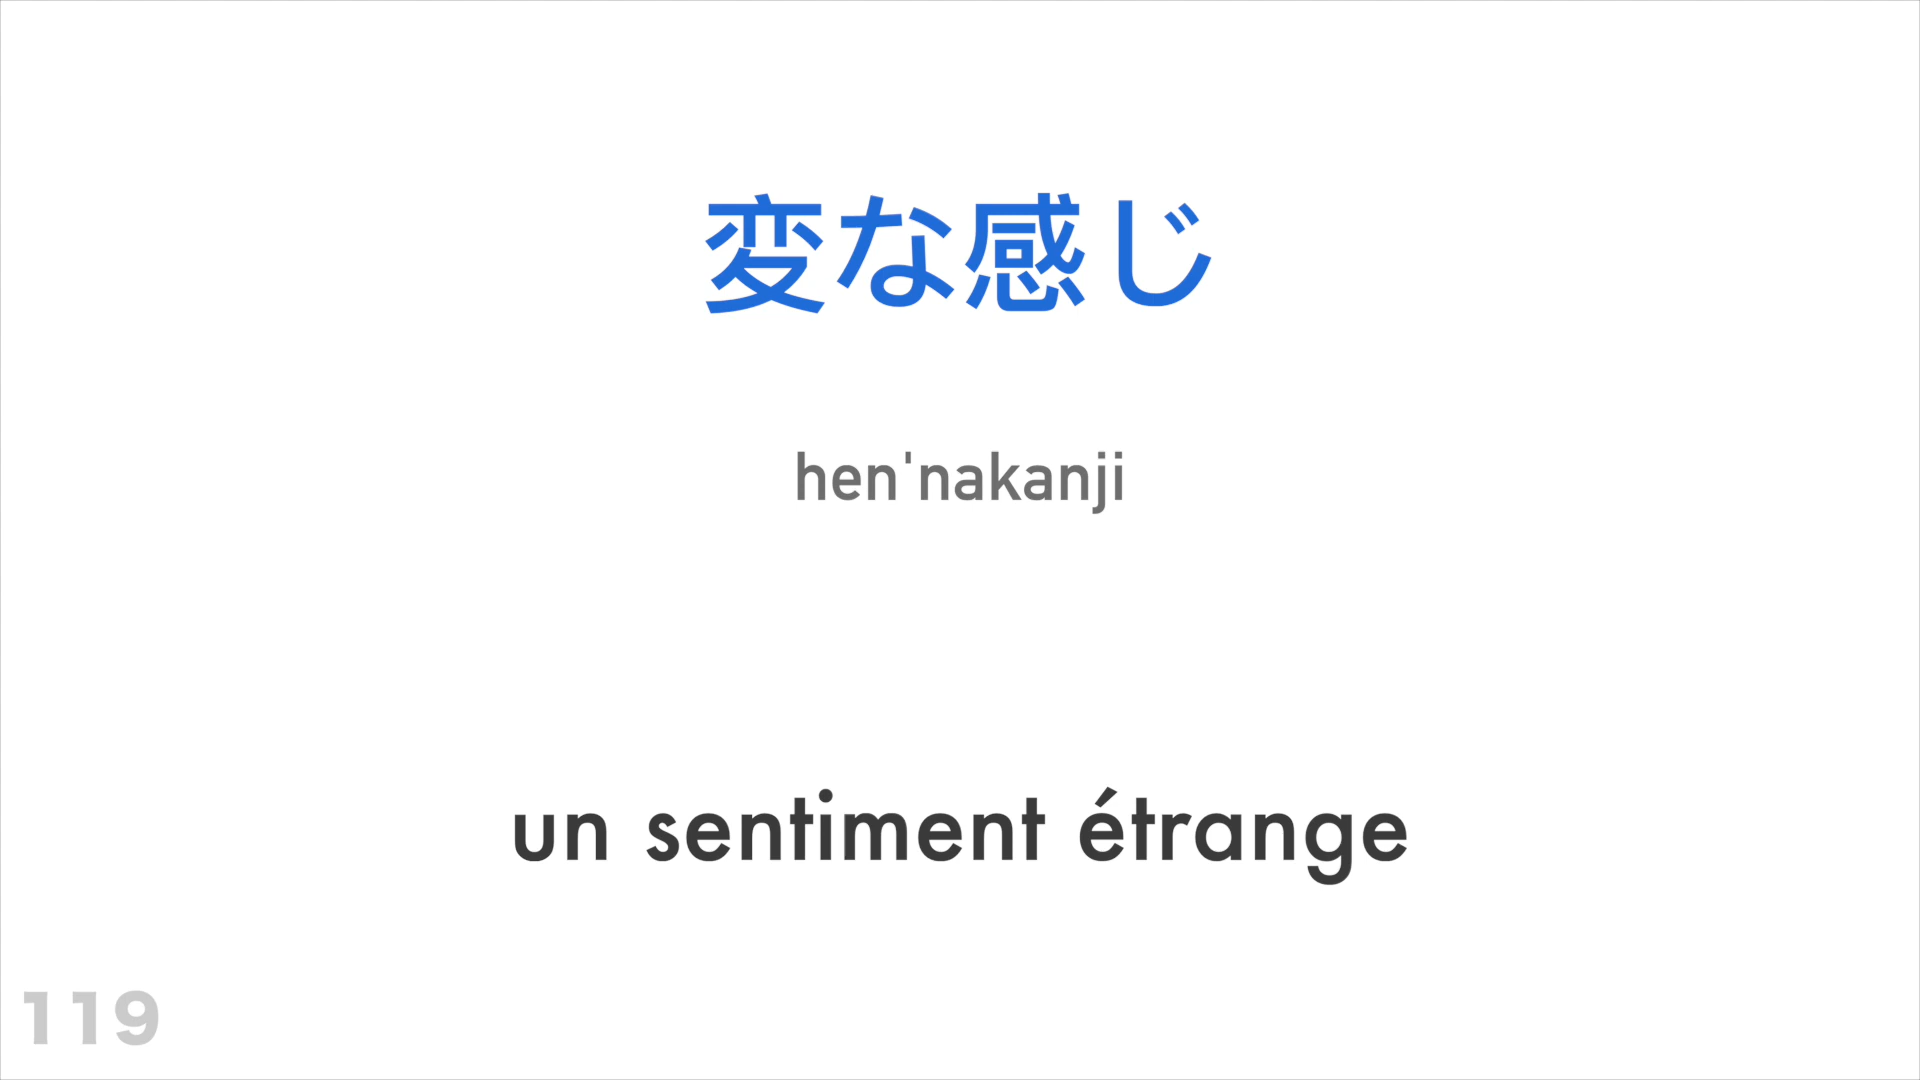 変な感じ
hen'nakanji
un sentiment étrange
119